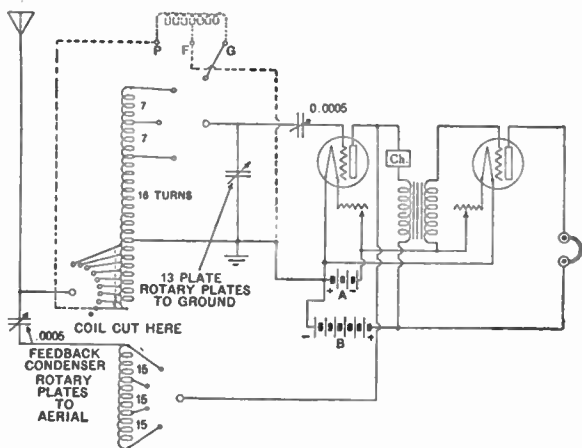 P F G
7
7
16 TURNS
0.0005
Ch.
13 PLATE
ROTARY PLATES
TO GROUND
+ A -
- B +
COIL CUT HERE
.0005
FEEDBACK
CONDENSER
ROTARY
PLATES
TO
AERIAL
15
15
15